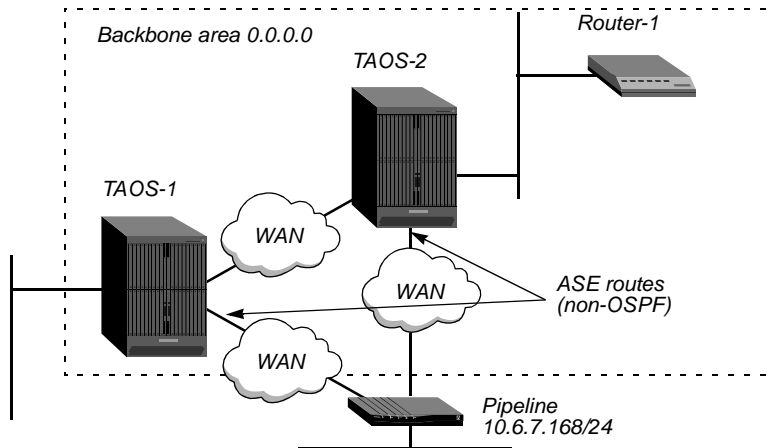 Backbone area 0.0.0.0
Router-1
TAOS-2
TAOS-1
WAN
WAN
ASE routes
(non-OSPF)
WAN
Pipeline
10.6.7.168/24